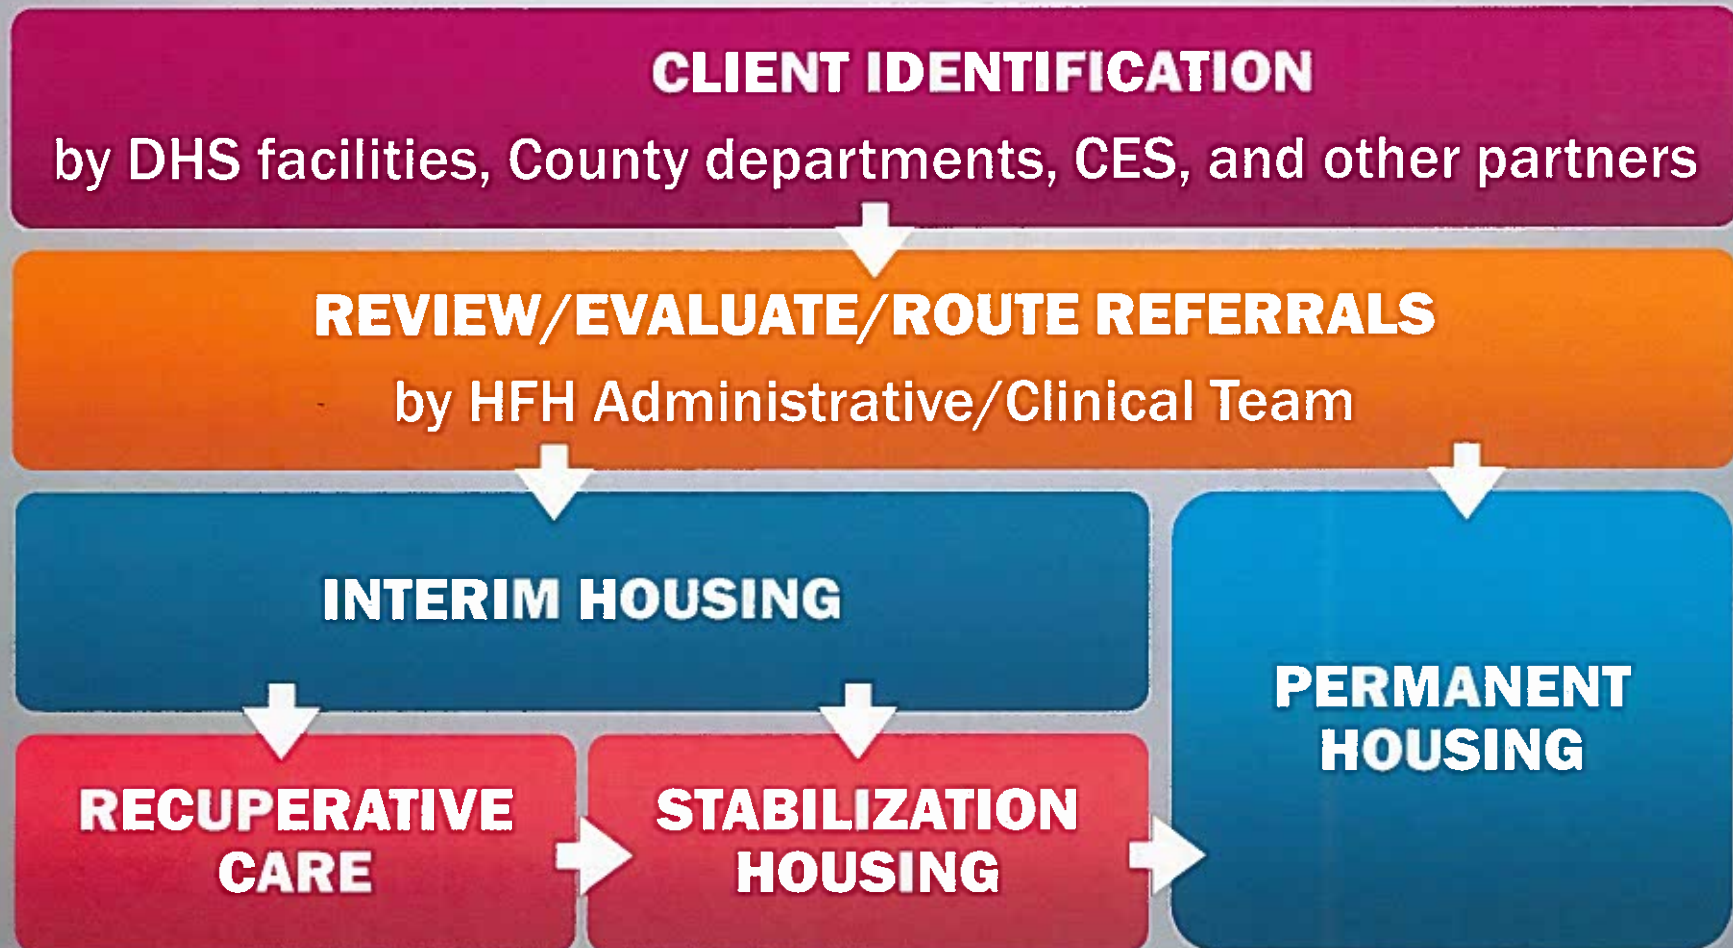 CLIENT IDENTIFICATION
by DHS facilities, County departments, CES, and other partners
REVIEW/EVALUATE/ROUTE REFERRALS
by HFH Administrative/Clinical Team
INTERIM HOUSING
PERMANENT
HOUSING
RECUPERATIVE
CARE
STABILIZATION
HOUSING